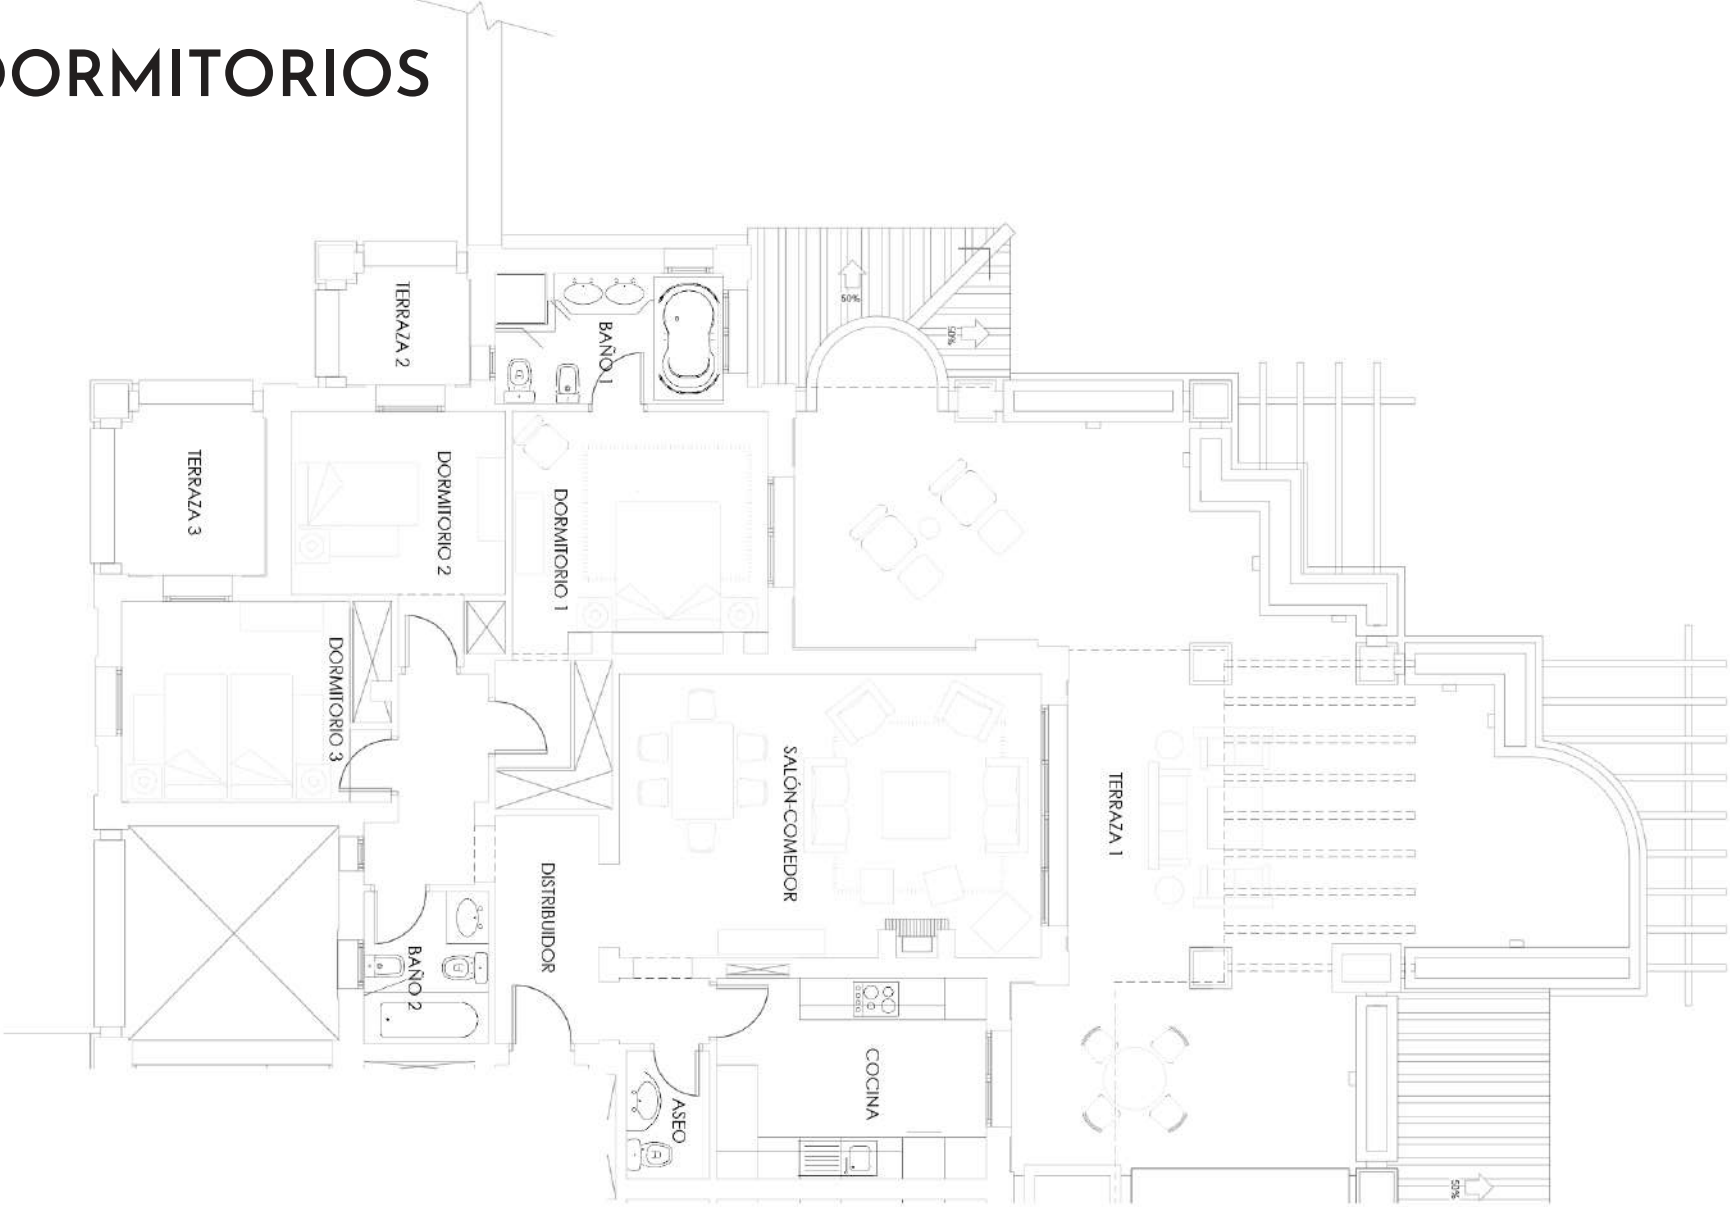 DORMITORIOS
TERRAZA 2
BAÑO 1
50%
50%
TERRAZA 3
DORMITORIO 2
DORMITORIO 1
DORMITORIO 3
SALÓN-COMEDOR
TERRAZA 1
DISTRIBUIDOR
BAÑO 2
COCINA
ASEO
50%